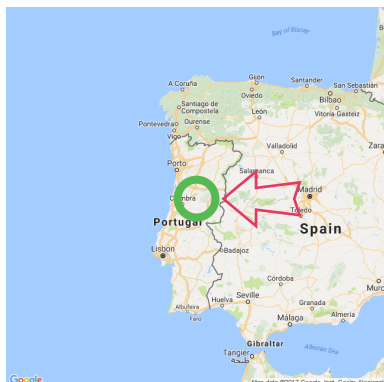 Bay of Biscay
Gijón
A Coruña
Santander
San Sebastián
Oviedo
Bilbao
Santiago de
Compostela
León
Vitoria-Gasteiz
Pontevedra
Ourense
Vigo
Valladolid
Porto
Salamanca
Madrid
Toledo
Portugal
Spain
Lisbon
Badajoz
Córdoba
Albufeira
Huelva
Seville
Granada
Faro
Almería
Málaga
Gibraltar
Alboran Sea
Tangier
طنجة
Google